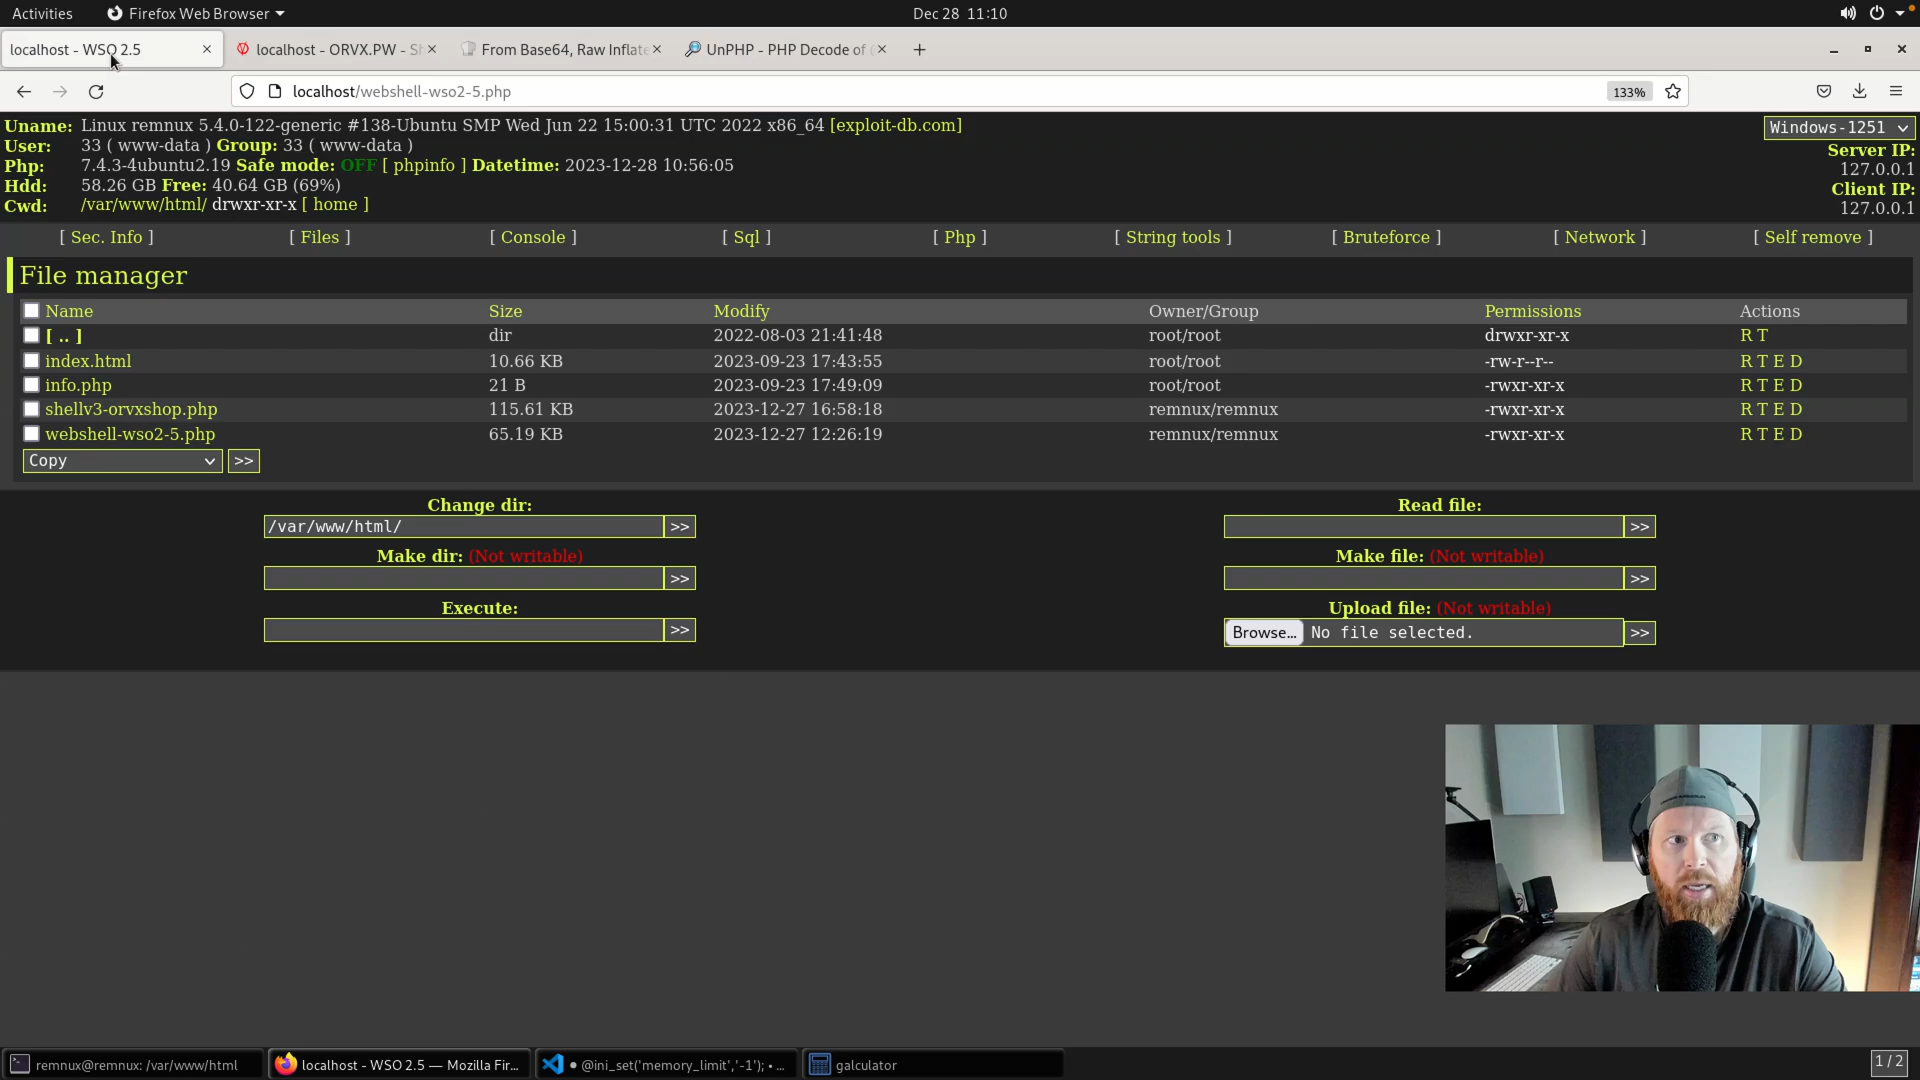 Activities Firefox Web Browser Dec 28 11:10
localhost - WSO 2.5 localhost - ORVX.PW - Sh From Base64, Raw Inflate UnPHP - PHP Decode of
localhost/webshell-wso2-5.php 133%
Uname: Linux remnux 5.4.0-122-generic #138-Ubuntu SMP Wed Jun 22 15:00:31 UTC 2022 x86_64 [exploit-db.com] Windows-1251
User: 33 ( www-data ) Group: 33 ( www-data ) Server IP:
Php: 7.4.3-4ubuntu2.19 Safe mode: OFF [ phpinfo ] Datetime: 2023-12-28 10:56:05 127.0.0.1
Hdd: 58.26 GB Free: 40.64 GB (69%) Client IP:
Cwd: /var/www/html/ drwxr-xr-x [ home ] 127.0.0.1
[ Sec. Info ] [ Files ] [ Console ] [ Sql ] [ Php ] [ String tools ] [ Bruteforce ] [ Network ] [ Self remove ]
File manager
Name Size Modify Owner/Group Permissions Actions
[ .. ] dir 2022-08-03 21:41:48 root/root drwxr-xr-x R T
index.html 10.66 KB 2023-09-23 17:43:55 root/root -rw-r--r-- R T E D
info.php 21 B 2023-09-23 17:49:09 root/root -rwxr-xr-x R T E D
shellv3-orvxshop.php 115.61 KB 2023-12-27 16:58:18 remnux/remnux -rwxr-xr-x R T E D
webshell-wso2-5.php 65.19 KB 2023-12-27 12:26:19 remnux/remnux -rwxr-xr-x R T E D
Copy >>
Change dir: Read file:
/var/www/html/ >> >>
Make dir: (Not writable) Make file: (Not writable)
>> >>
Execute: Upload file: (Not writable)
>> Browse... No file selected. >>
remnux@remnux: /var/www/html localhost - WSO 2.5 — Mozilla Fir... ● @ini_set('memory_limit','-1'); • ... galculator 1 / 2